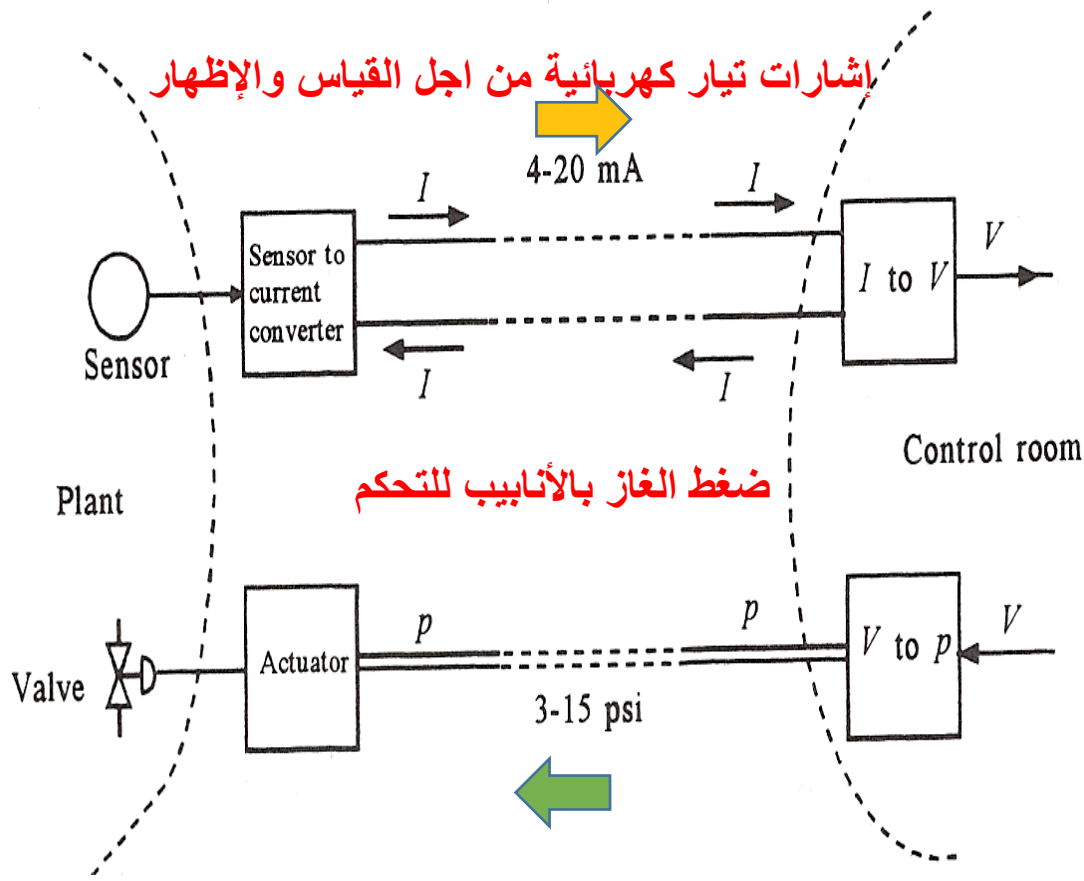 إشارات تيار كهربائية من اجل القياس والإظهار
4-20 mA
I
I
Sensor to
current
converter
I to V
V
Sensor
I
I
Control room
ضغط الغاز بالأنابيب للتحكم
Plant
p
p
V to p
V
Actuator
Valve
3-15 psi